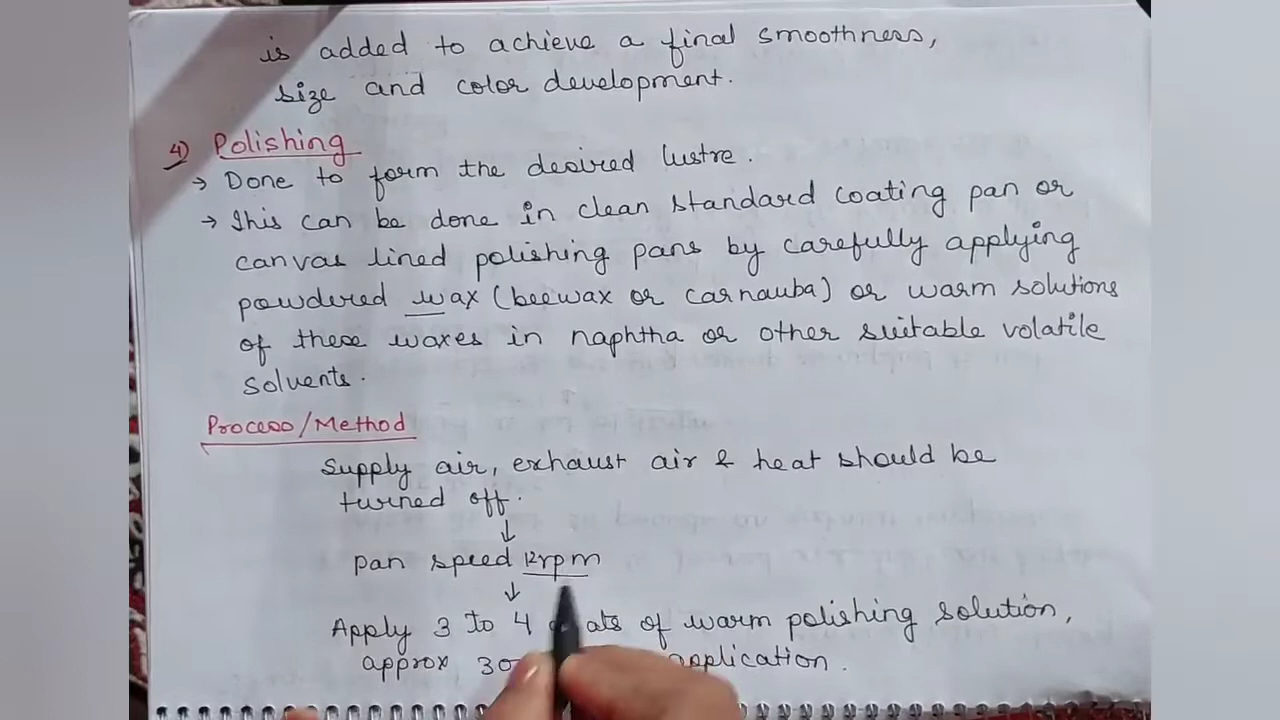 is added to achieve a final smoothness,
size and color development.
4) Polishing
→ Done to form the desired lustre.
→ This can be done in clean standard coating pan or
canvas lined polishing pans by carefully applying
powdered wax (beewax or carnauba) or warm solutions
of these waxes in naphtha or other suitable volatile
solvents.
Process/Method
Supply air, exhaust air & heat should be
turned off.
↓
pan speed 12rpm
↓
Apply 3 to 4 of warm polishing solution,
approx application.